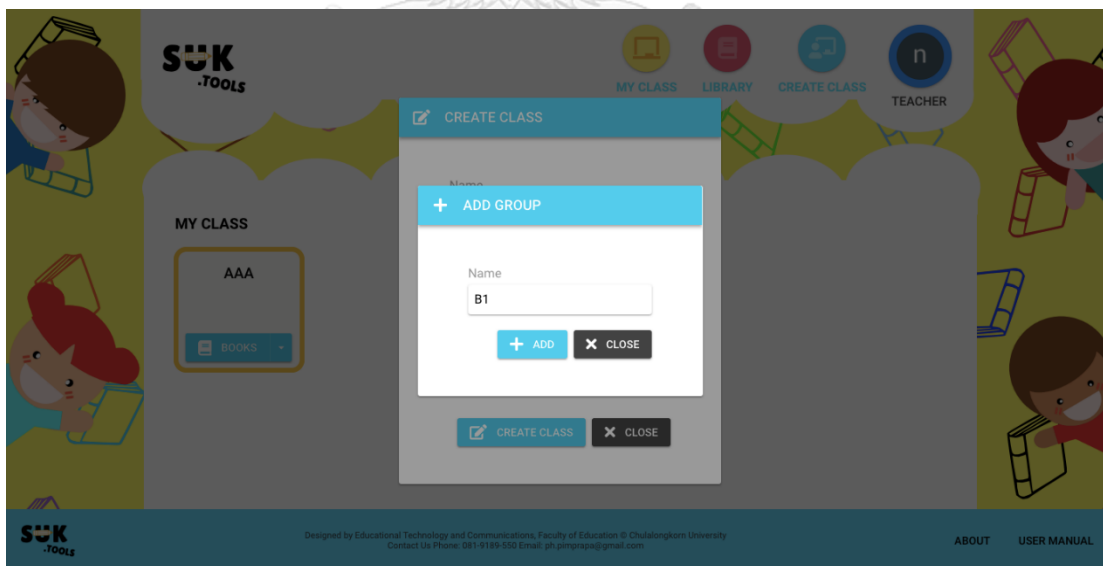 SUK
.TOOLS
MY CLASS
LIBRARY
CREATE CLASS
n
TEACHER
CREATE CLASS
Name
ADD GROUP
MY CLASS
AAA
Name
B1
BOOKS
ADD
CLOSE
CREATE CLASS
CLOSE
SUK
.TOOLS
Designed by Educational Technology and Communications, Faculty of Education © Chulalongkorn University
Contact Us Phone: 081-9189-550 Email: ph.pimprapa@gmail.com
ABOUT
USER MANUAL